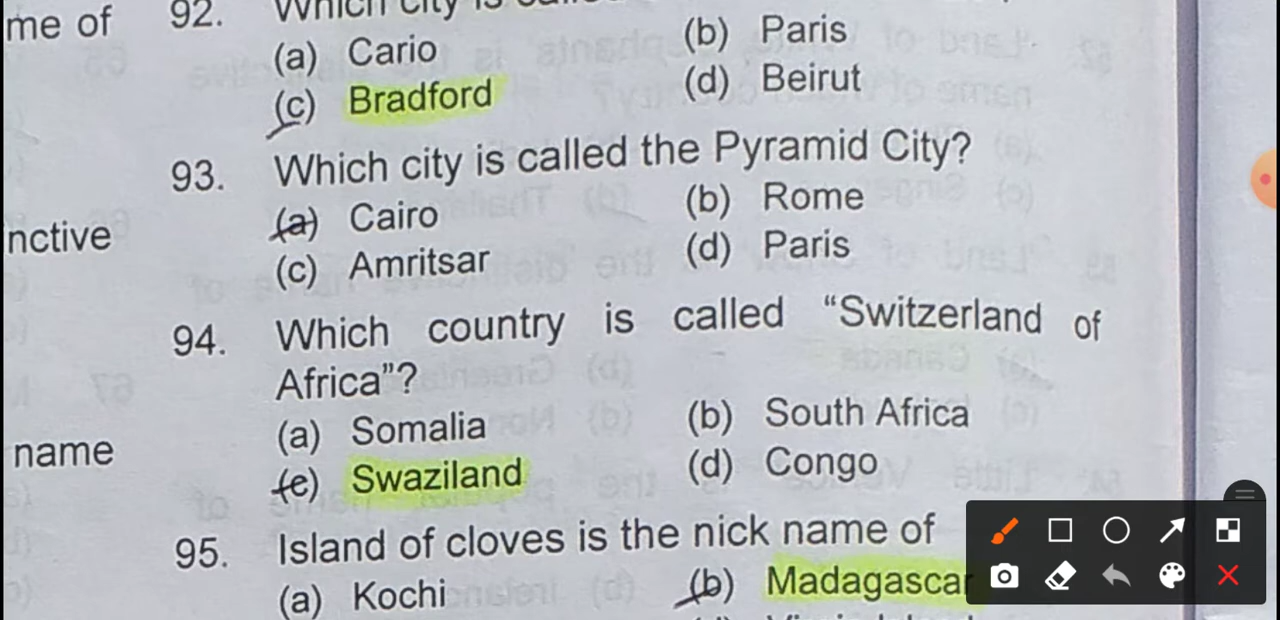 me of
92. Which city is
(a) Cario
(b) Paris
(c) Bradford
(d) Beirut
93. Which city is called the Pyramid City?
(a) Cairo
(b) Rome
nctive
(c) Amritsar
(d) Paris
94. Which country is called “Switzerland of
Africa”?
(a) Somalia
(b) South Africa
name
(c) Swaziland
(d) Congo
95. Island of cloves is the nick name of
(a) Kochi
(b) Madagascar